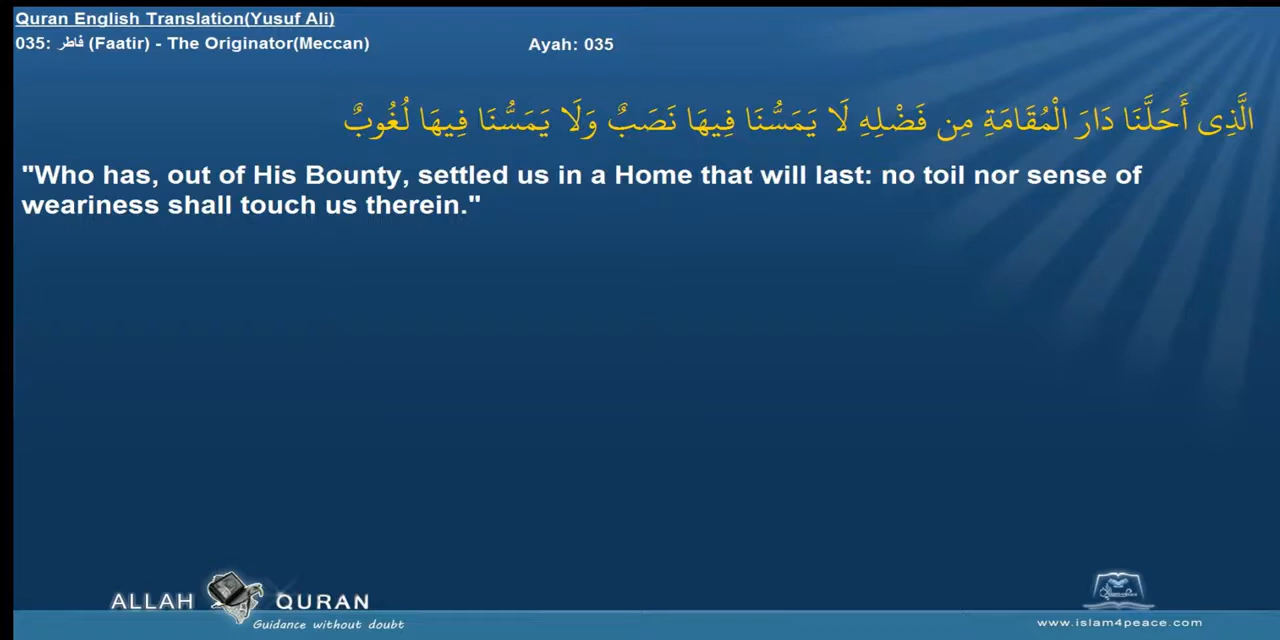 Quran English Translation(Yusuf Ali)
035: فاطر (Faatir) - The Originator(Meccan) Ayah: 035
الَّذِى أَحَلَّنَا دَارَ الْمُقَامَةِ مِن فَضْلِهِ لَا يَمَسُّنَا فِيهَا نَصَبٌ وَلَا يَمَسُّنَا فِيهَا لُغُوبٌ
"Who has, out of His Bounty, settled us in a Home that will last: no toil nor sense of
weariness shall touch us therein."
ALLAH QURAN
Guidance without doubt
www.islam4peace.com